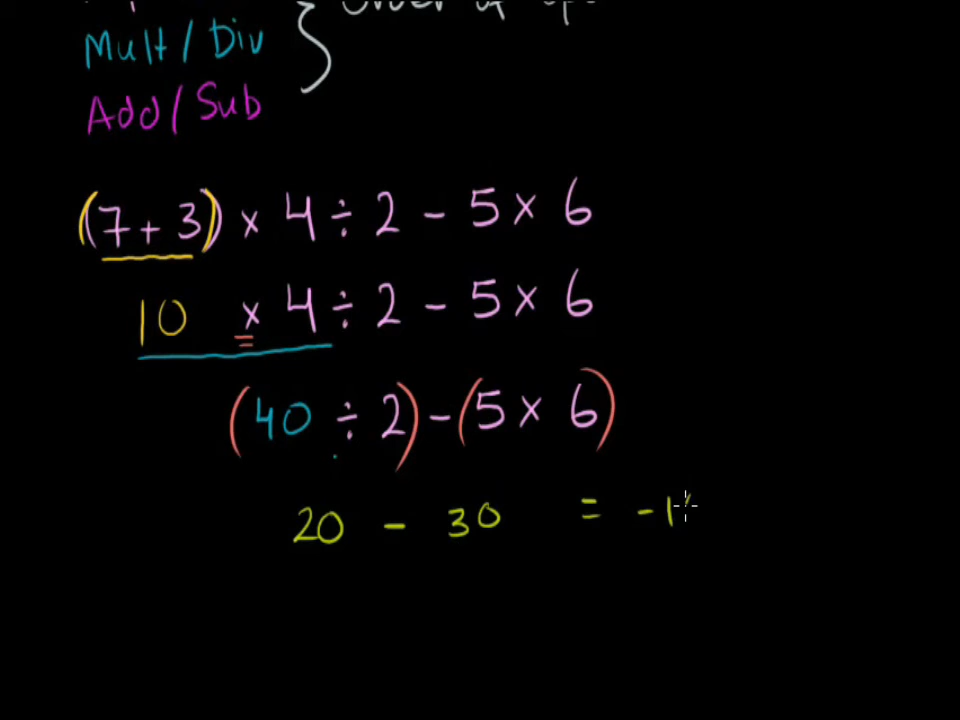 Mult/Div
Add/Sub
(7 + 3) × 4 ÷ 2 - 5 × 6
10 × 4 ÷ 2 - 5 × 6
(40 ÷ 2) - (5 × 6)
20 - 30 = -1